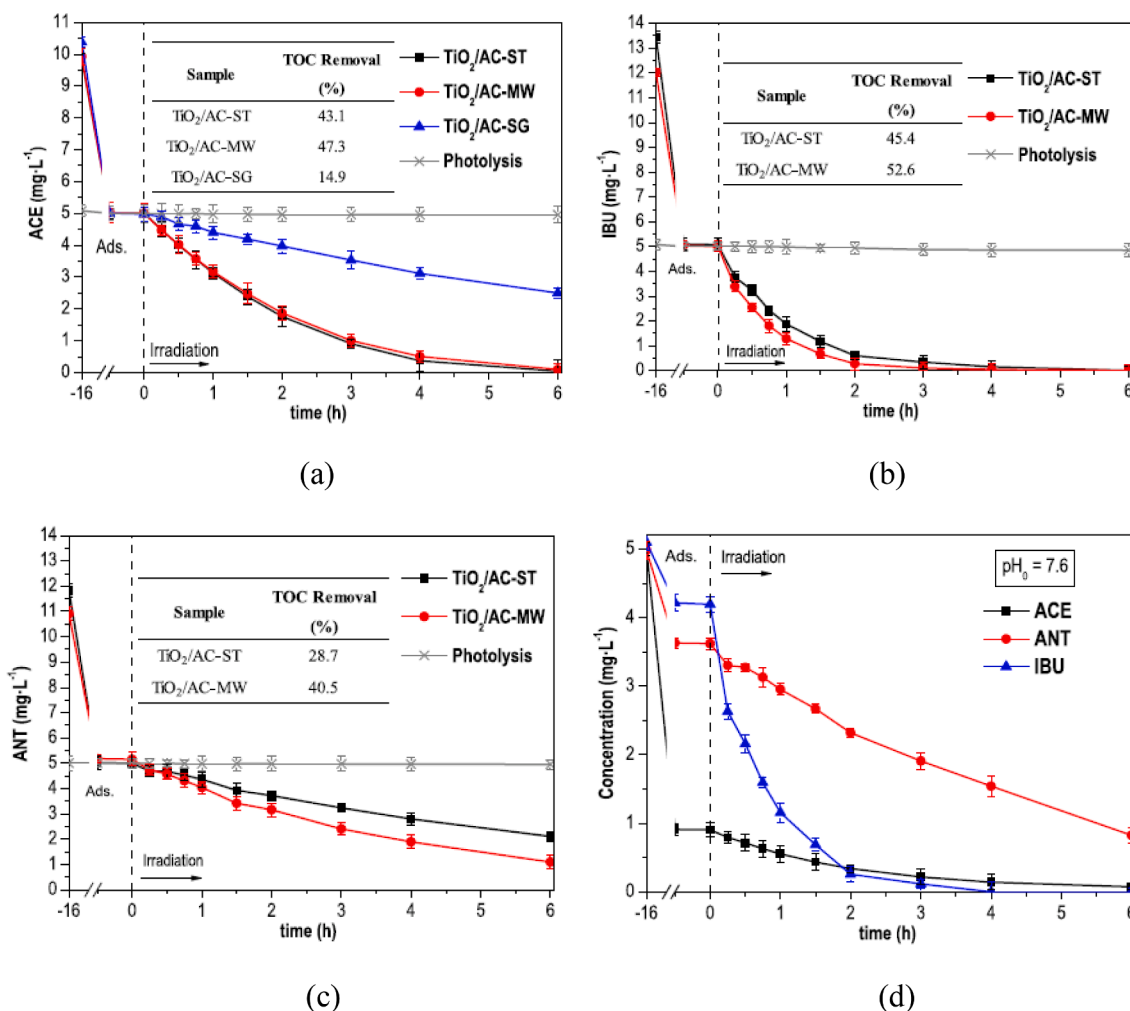 11
10
9
8
7
6
5
4
3
2
1
0
ACE (mg·L⁻¹)
Sample TOC Removal (%)
TiO₂/AC-ST 43.1
TiO₂/AC-MW 47.3
TiO₂/AC-SG 14.9
TiO₂/AC-ST
TiO₂/AC-MW
TiO₂/AC-SG
Photolysis
Ads.
Irradiation
-16 0 1 2 3 4 5 6
time (h)
(a)
14
13
12
11
10
9
8
7
6
5
4
3
2
1
0
IBU (mg·L⁻¹)
Sample TOC Removal (%)
TiO₂/AC-ST 45.4
TiO₂/AC-MW 52.6
TiO₂/AC-ST
TiO₂/AC-MW
Photolysis
Ads.
Irradiation
-16 0 1 2 3 4 5 6
time (h)
(b)
14
13
12
11
10
9
8
7
6
5
4
3
2
1
0
ANT (mg·L⁻¹)
Sample TOC Removal (%)
TiO₂/AC-ST 28.7
TiO₂/AC-MW 40.5
TiO₂/AC-ST
TiO₂/AC-MW
Photolysis
Ads.
Irradiation
-16 0 1 2 3 4 5 6
time (h)
(c)
5
4
3
2
1
0
Concentration (mg·L⁻¹)
Ads.
Irradiation
pH₀ = 7.6
ACE
ANT
IBU
-16 0 1 2 3 4 5 6
time (h)
(d)